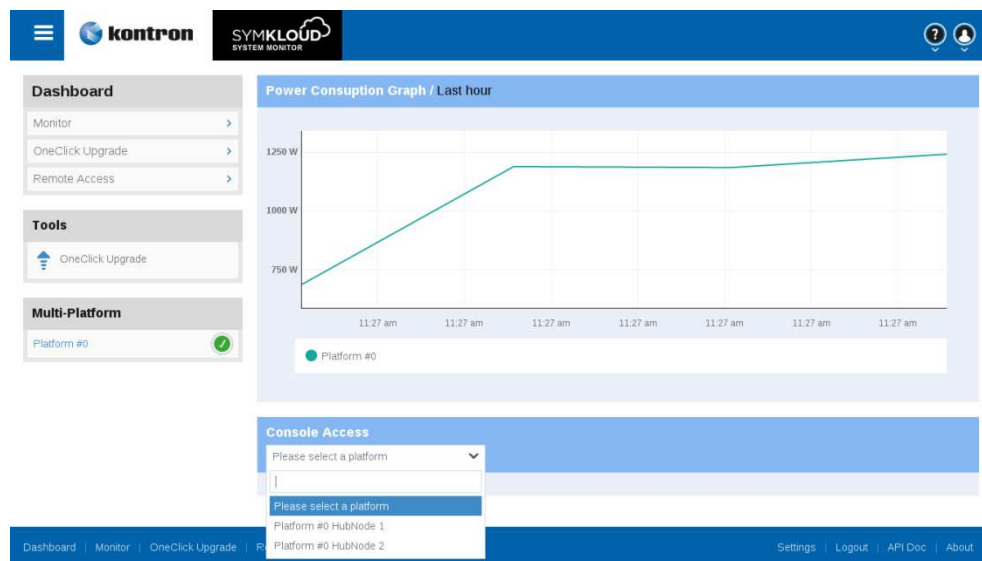 kontron
SYMKLOUD
SYSTEM MONITOR
?
Dashboard
Monitor
OneClick Upgrade
Remote Access
Tools
OneClick Upgrade
Multi-Platform
Platform #0
Power Consuption Graph / Last hour
1250 W
1000 W
750 W
11:27 am 11:27 am 11:27 am 11:27 am 11:27 am 11:27 am 11:27 am
Platform #0
Console Access
Please select a platform
Please select a platform
Platform #0 HubNode 1
Platform #0 HubNode 2
Dashboard | Monitor | OneClick Upgrade | R
Settings | Logout | API Doc | About